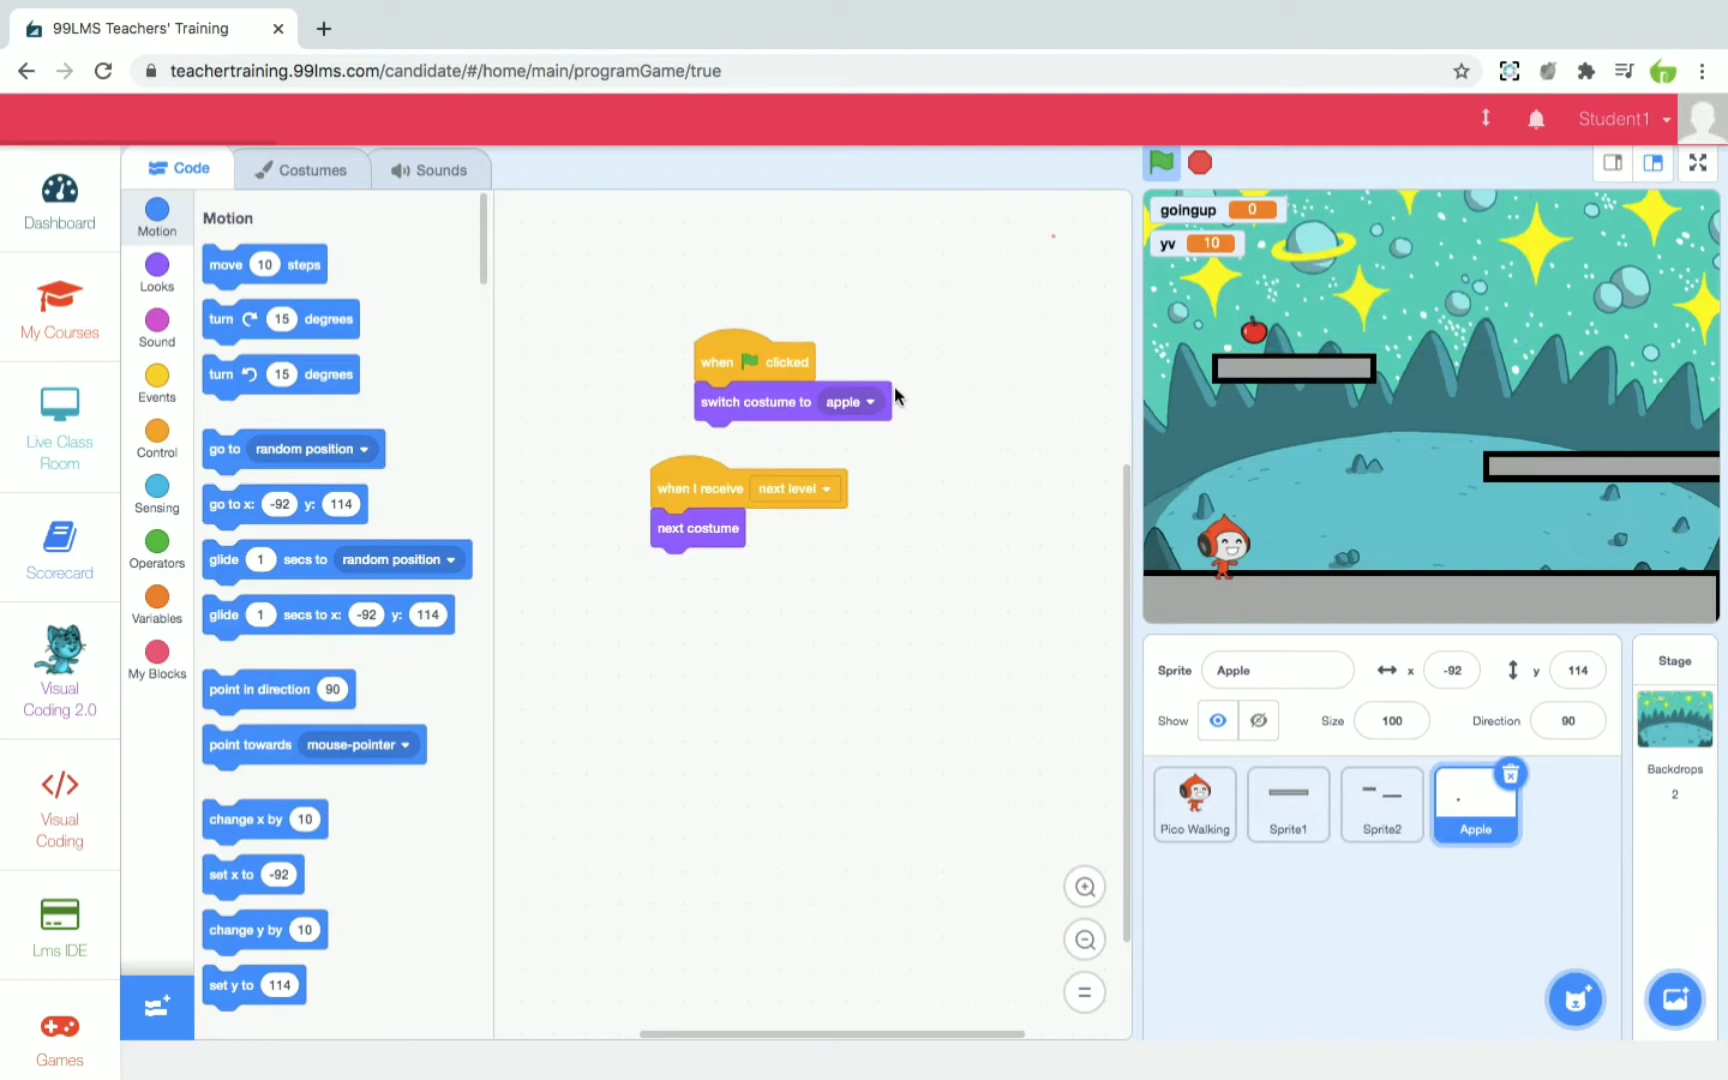 99LMS Teachers' Training
teachertraining.99lms.com/candidate/#/home/main/programGame/true
Student1
Dashboard
My Courses
Live Class
Room
Scorecard
Visual
Coding 2.0
Visual
Coding
Lms IDE
Games
Code
Costumes
Sounds
Motion
Looks
Sound
Events
Control
Sensing
Operators
Variables
My Blocks
Motion
move 10 steps
turn 15 degrees
turn 15 degrees
go to random position
go to x: -92 y: 114
glide 1 secs to random position
glide 1 secs to x: -92 y: 114
point in direction 90
point towards mouse-pointer
change x by 10
set x to -92
change y by 10
set y to 114
when clicked
switch costume to apple
when I receive next level
next costume
goingup 0
yv 10
Sprite Apple x -92 y 114
Show Size 100 Direction 90
Pico Walking
Sprite1
Sprite2
Apple
Stage
Backdrops
2